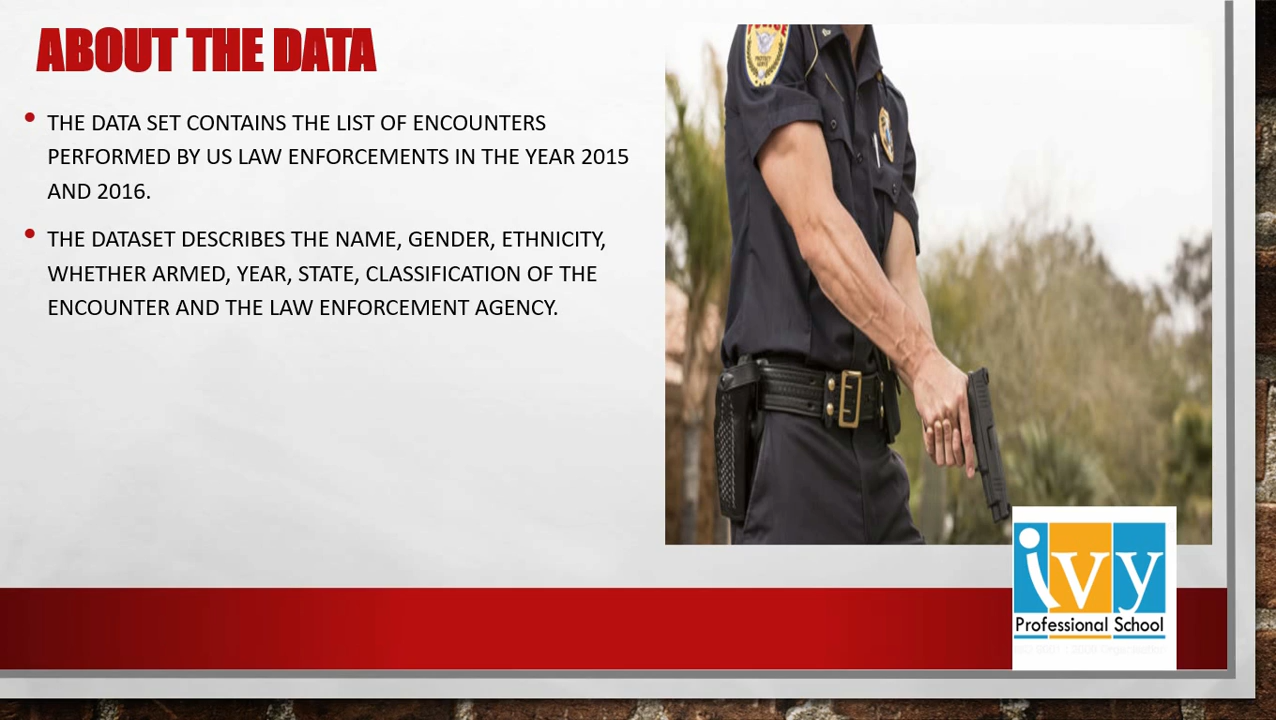 ABOUT THE DATA
• THE DATA SET CONTAINS THE LIST OF ENCOUNTERS
PERFORMED BY US LAW ENFORCEMENTS IN THE YEAR 2015
AND 2016.
• THE DATASET DESCRIBES THE NAME, GENDER, ETHNICITY,
WHETHER ARMED, YEAR, STATE, CLASSIFICATION OF THE
ENCOUNTER AND THE LAW ENFORCEMENT AGENCY.
ivy
Professional School